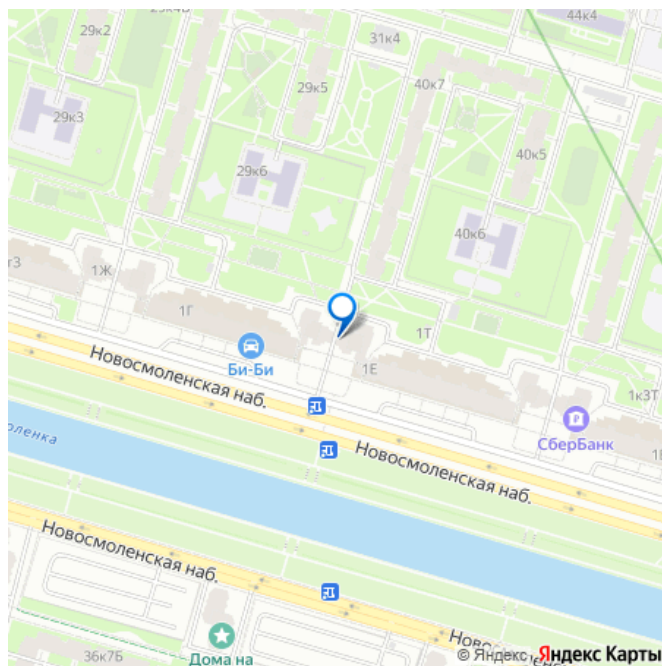 29к2
29к4В
31к4
44к4
29к5
40к7
29к3
40к5
29к6
40к6
1Ж
1Г
1Т
Би-Би
1Е
1к3Т
Новосмоленская наб.
СберБанк
Новосмоленская наб.
Новосмоленская наб.
36к7Б
Дома на
© Яндекс
Яндекс Карты